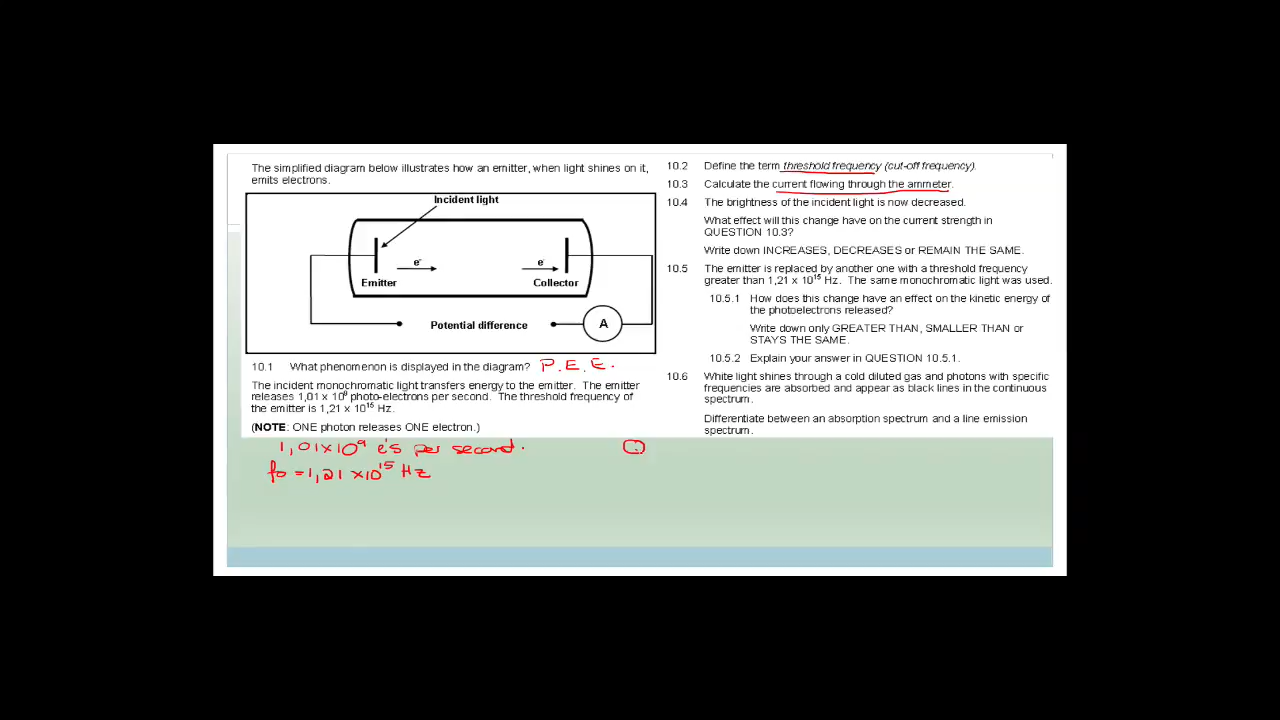 The simplified diagram below illustrates how an emitter, when light shines on it,
emits electrons.
Incident light
e⁻
e⁻
Emitter
Collector
Potential difference
A
10.1 What phenomenon is displayed in the diagram? P.E.E.
The incident monochromatic light transfers energy to the emitter. The emitter
releases 1,01 x 10⁹ photo-electrons per second. The threshold frequency of
the emitter is 1,21 x 10¹⁵ Hz.
(NOTE: ONE photon releases ONE electron.)
1,01x10⁹ e's per second.
fo = 1,21 x10¹⁵ Hz
10.2 Define the term threshold frequency (cut-off frequency).
10.3 Calculate the current flowing through the ammeter.
10.4 The brightness of the incident light is now decreased.
What effect will this change have on the current strength in
QUESTION 10.3?
Write down INCREASES, DECREASES or REMAIN THE SAME.
10.5 The emitter is replaced by another one with a threshold frequency
greater than 1,21 x 10¹⁵ Hz. The same monochromatic light was used.
10.5.1 How does this change have an effect on the kinetic energy of
the photoelectrons released?
Write down only GREATER THAN, SMALLER THAN or
STAYS THE SAME.
10.5.2 Explain your answer in QUESTION 10.5.1.
10.6 White light shines through a cold diluted gas and photons with specific
frequencies are absorbed and appear as black lines in the continuous
spectrum.
Differentiate between an absorption spectrum and a line emission
spectrum.